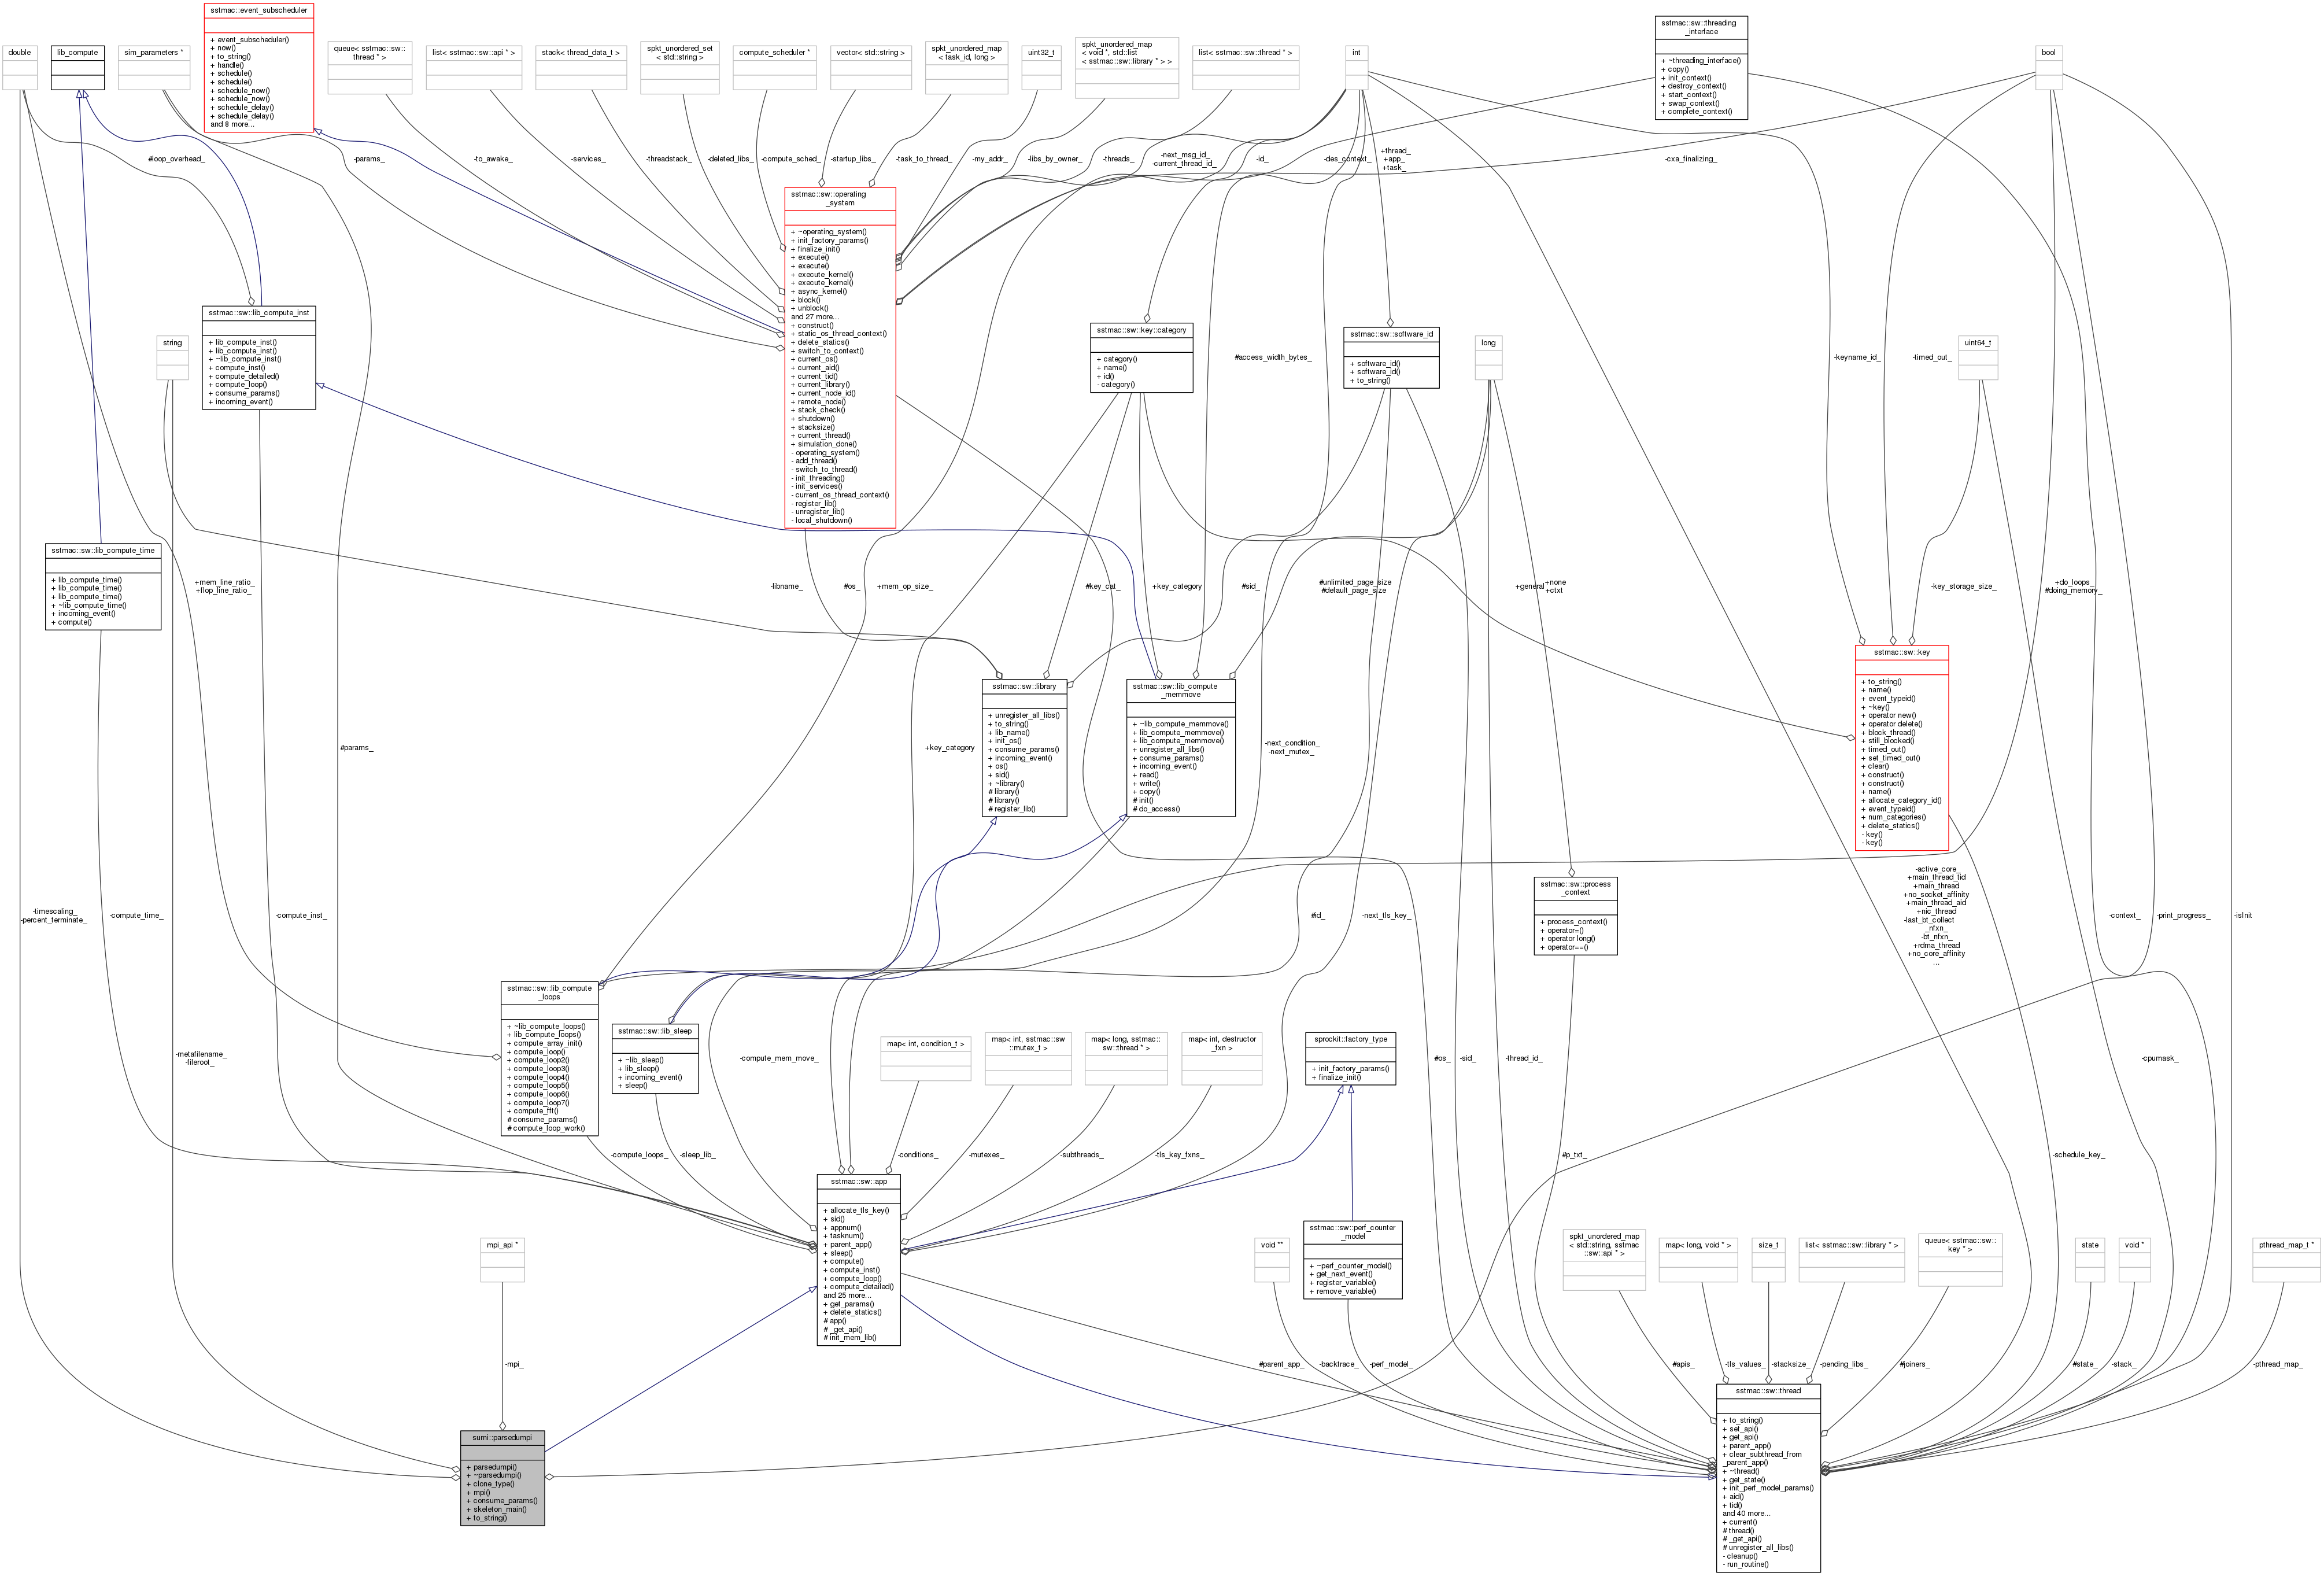 sstmac::sw::event_subscheduler
+ event_subscheduler()
+ now()
+ to_string()
+ handle()
+ schedule()
+ schedule()
+ schedule_now()
+ schedule_now()
+ schedule_delay()
+ schedule_delay()
and 8 more...
double
lib_compute
sim_parameters *
queue< sstmac::sw::
thread * >
list< sstmac::sw::api * >
stack< thread_data_t >
spkt_unordered_set
< std::string >
compute_scheduler *
vector< std::string >
spkt_unordered_map
< task_id, long >
uint32_t
spkt_unordered_map
< void *, std::list
< sstmac::sw::library * > >
list< sstmac::sw::thread * >
int
sstmac::sw::threading
_interface
+ ~threading_interface()
+ copy()
+ init_context()
+ destroy_context()
+ start_context()
+ swap_context()
+ complete_context()
bool
#loop_overhead_
-params_
-to_awake_
-services_
-threadstack_
-deleted_libs_
-compute_sched_
-startup_libs_
-task_to_thread_
-my_addr_
-libs_by_owner_
-threads_
-next_msg_id_
-current_thread_id_
-id_
-des_context_
+thread_
+app_
+task_
-cxa_finalizing_
sstmac::sw::operating
_system
+ ~operating_system()
+ init_factory_params()
+ finalize_init()
+ execute()
+ execute()
+ execute_kernel()
+ execute_kernel()
+ async_kernel()
+ block()
+ unblock()
and 27 more...
+ construct()
+ static_os_thread_context()
+ delete_statics()
+ switch_to_context()
+ current_os()
+ current_aid()
+ current_tid()
+ current_library()
+ current_node_id()
+ remote_node()
+ stack_check()
+ shutdown()
+ stacksize()
+ current_thread()
+ simulation_done()
- operating_system()
- add_thread()
- switch_to_thread()
- init_threading()
- init_services()
- current_os_thread_context()
- register_lib()
- unregister_lib()
- local_shutdown()
sstmac::sw::lib_compute_inst
+ lib_compute_inst()
+ lib_compute_inst()
+ ~lib_compute_inst()
+ compute_inst()
+ compute_detailed()
+ compute_loop()
+ consume_params()
+ incoming_event()
string
sstmac::sw::key::category
+ category()
+ name()
+ id()
- category()
#access_width_bytes_
sstmac::sw::software_id
+ software_id()
+ software_id()
+ to_string()
long
-keyname_id_
-timed_out_
uint64_t
sstmac::sw::lib_compute_time
+ lib_compute_time()
+ lib_compute_time()
+ lib_compute_time()
+ ~lib_compute_time()
+ incoming_event()
+ compute()
+mem_line_ratio_
+flop_line_ratio_
-libname_
#os_
+mem_op_size_
#key_cat_
+key_category
#sid_
#unlimited_page_size
#default_page_size
+general
+none
+ctxt
-key_storage_size_
+do_loops_
#doing_memory_
sstmac::sw::library
+ unregister_all_libs()
+ to_string()
+ lib_name()
+ init_os()
+ consume_params()
+ incoming_event()
+ os()
+ sid()
+ ~library()
# library()
# library()
# register_lib()
sstmac::sw::lib_compute
_memmove
+ ~lib_compute_memmove()
+ lib_compute_memmove()
+ lib_compute_memmove()
+ unregister_all_libs()
+ consume_params()
+ incoming_event()
+ read()
+ write()
+ copy()
# init()
# do_access()
sstmac::sw::key
+ to_string()
+ name()
+ event_typeid()
+ ~key()
+ operator new()
+ operator delete()
+ block_thread()
+ still_blocked()
+ timed_out()
+ set_timed_out()
+ clear()
+ construct()
+ construct()
+ name()
+ allocate_category_id()
+ event_typeid()
+ num_categories()
+ delete_statics()
- key()
- key()
#params_
+key_category
-next_condition_
-next_mutex_
sstmac::sw::process
_context
+ process_context()
+ operator=()
+ operator long()
+ operator==()
-timescaling_
-percent_terminate_
-compute_time_
-compute_inst_
#id_
-next_tls_key_
-active_core_
+main_thread_tid
+main_thread
+no_socket_affinity
+main_thread_aid
+nic_thread
-last_bt_collect
_nfxn_
-bt_nfxn_
+rdma_thread
+no_core_affinity
...
-context_
-print_progress_
-isInit
sstmac::sw::lib_compute
_loops
+ ~lib_compute_loops()
+ lib_compute_loops()
+ compute_array_init()
+ compute_loop()
+ compute_loop2()
+ compute_loop3()
+ compute_loop4()
+ compute_loop5()
+ compute_loop6()
+ compute_loop7()
+ compute_fft()
# consume_params()
# compute_loop_work()
sstmac::sw::lib_sleep
+ ~lib_sleep()
+ lib_sleep()
+ incoming_event()
+ sleep()
-metafilename_
-fileroot_
-compute_mem_move_
map< int, condition_t >
map< int, sstmac::sw
::mutex_t >
map< long, sstmac::
sw::thread * >
map< int, destructor
_fxn >
sprockit::factory_type
+ init_factory_params()
+ finalize_init()
#os_
-sid_
-thread_id_
-cpumask_
-compute_loops_
-sleep_lib_
-conditions_
-mutexes_
-subthreads_
-tls_key_fxns_
#p_txt_
-schedule_key_
sstmac::sw::app
+ allocate_tls_key()
+ sid()
+ appnum()
+ tasknum()
+ parent_app()
+ sleep()
+ compute()
+ compute_inst()
+ compute_loop()
+ compute_detailed()
and 25 more...
+ get_params()
+ delete_statics()
# app()
# _get_api()
# init_mem_lib()
mpi_api *
void **
sstmac::sw::perf_counter
_model
+ ~perf_counter_model()
+ get_next_event()
+ register_variable()
+ remove_variable()
spkt_unordered_map
< std::string, sstmac
::sw::api * >
map< long, void * >
size_t
list< sstmac::sw::library * >
queue< sstmac::sw::
key * >
state
void *
pthread_map_t *
-mpi_
#parent_app_
-backtrace_
-perf_model_
#apis_
-tls_values_
-stacksize_
-pending_libs_
#joiners_
#state_
-stack_
-pthread_map_
sumi::parsedumpi
+ parsedumpi()
+ ~parsedumpi()
+ clone_type()
+ mpi()
+ consume_params()
+ skeleton_main()
+ to_string()
sstmac::sw::thread
+ to_string()
+ set_api()
+ get_api()
+ parent_app()
+ clear_subthread_from
_parent_app()
+ ~thread()
+ get_state()
+ init_perf_model_params()
+ aid()
+ tid()
and 40 more...
+ current()
# thread()
# _get_api()
# unregister_all_libs()
- cleanup()
- run_routine()